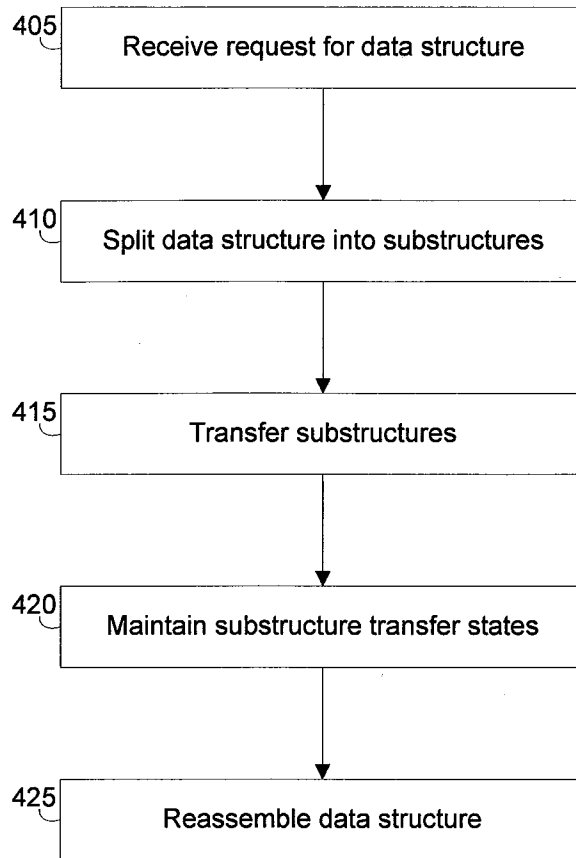 405
Receive request for data structure
410
Split data structure into substructures
415
Transfer substructures
420
Maintain substructure transfer states
425
Reassemble data structure